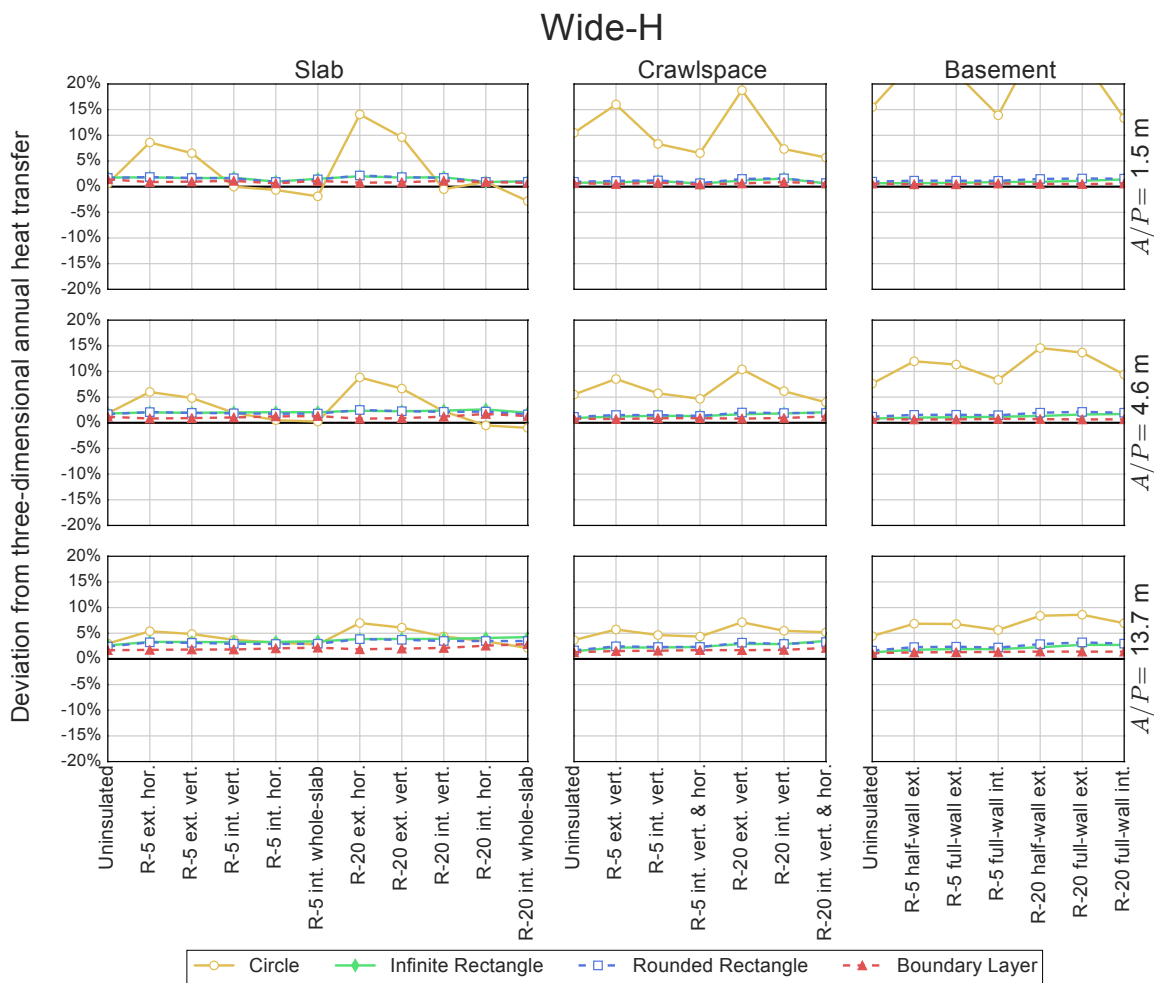 Wide-H
Slab
Crawlspace
Basement
Deviation from three-dimensional annual heat transfer
20%
15%
10%
5%
0%
-5%
-10%
-15%
-20%
A/P= 1.5 m
20%
15%
10%
5%
0%
-5%
-10%
-15%
-20%
A/P= 4.6 m
20%
15%
10%
5%
0%
-5%
-10%
-15%
-20%
A/P= 13.7 m
Uninsulated
R-5 ext. hor.
R-5 ext. vert.
R-5 int. vert.
R-5 int. hor.
R-5 int. whole-slab
R-20 ext. hor.
R-20 ext. vert.
R-20 int. vert.
R-20 int. hor.
R-20 int. whole-slab
Uninsulated
R-5 ext. vert.
R-5 int. vert.
R-5 int. vert. & hor.
R-20 ext. vert.
R-20 int. vert.
R-20 int. vert. & hor.
Uninsulated
R-5 half-wall ext.
R-5 full-wall ext.
R-5 full-wall int.
R-20 half-wall ext.
R-20 full-wall ext.
R-20 full-wall int.
Circle
Infinite Rectangle
Rounded Rectangle
Boundary Layer